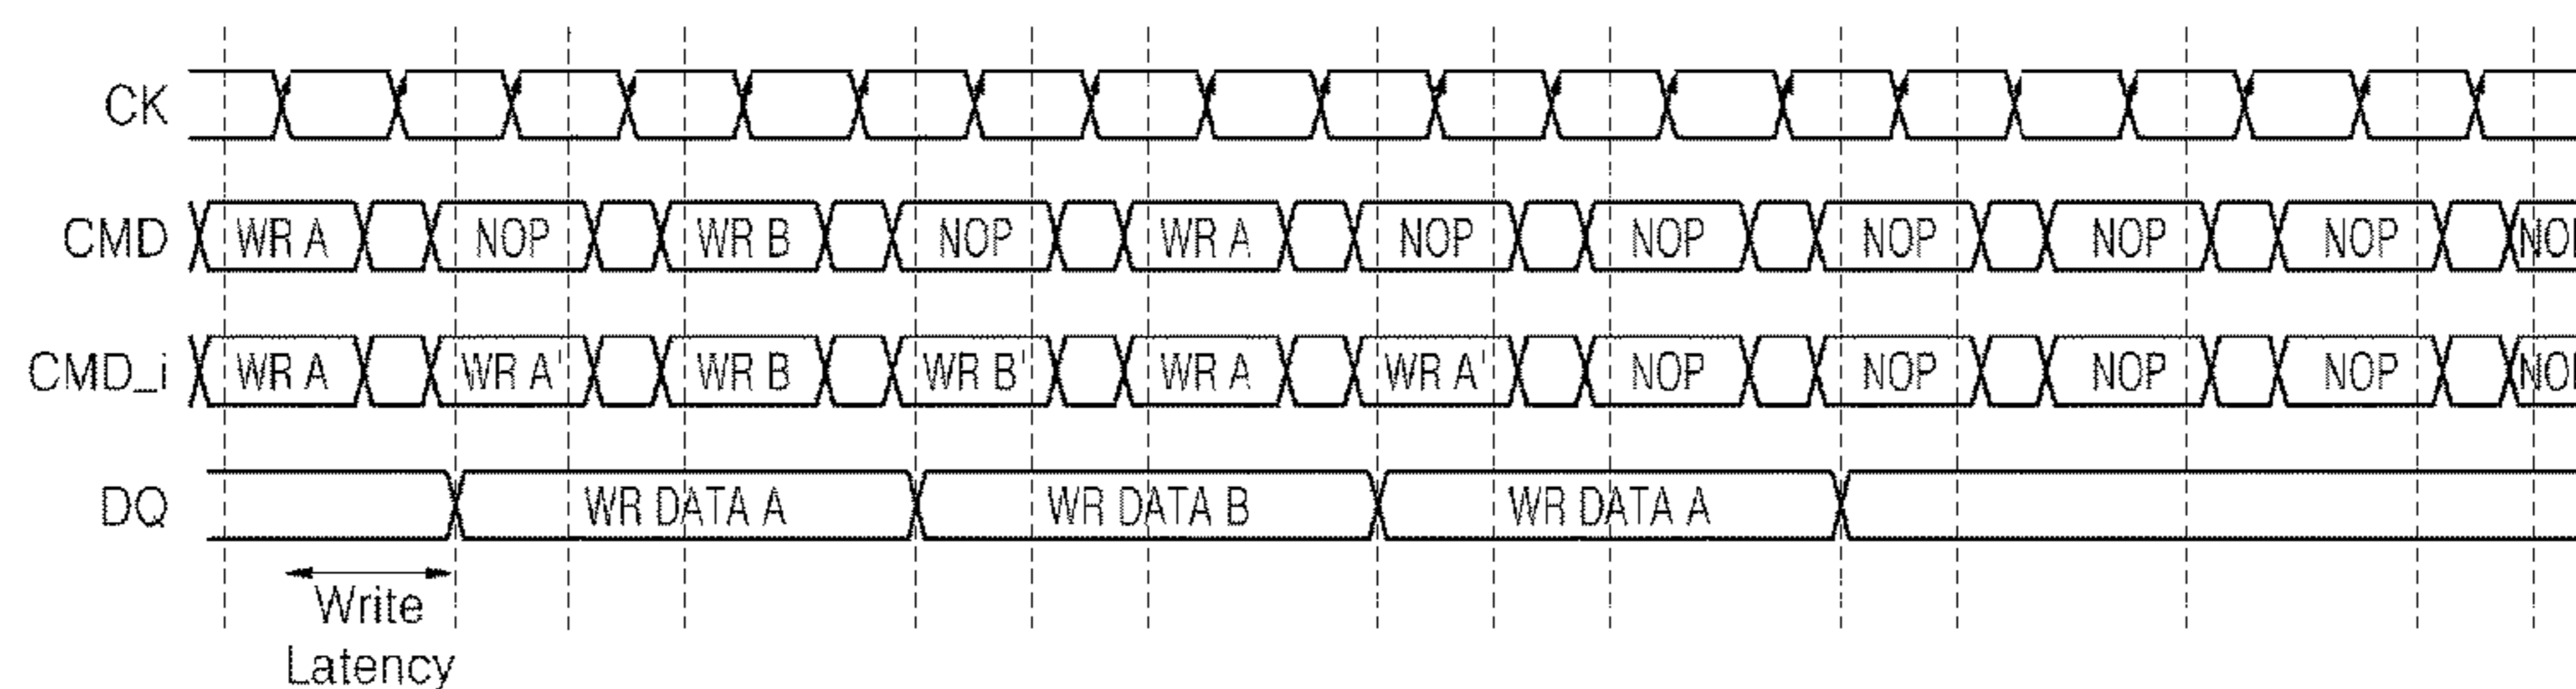 CK
CMD WR A NOP WR B NOP WR A NOP NOP NOP NOP NOP
CMD_i WR A WR A' WR B WR B' WR A WR A' NOP NOP NOP NOP
DQ WR DATA A WR DATA B WR DATA A
Write
Latency